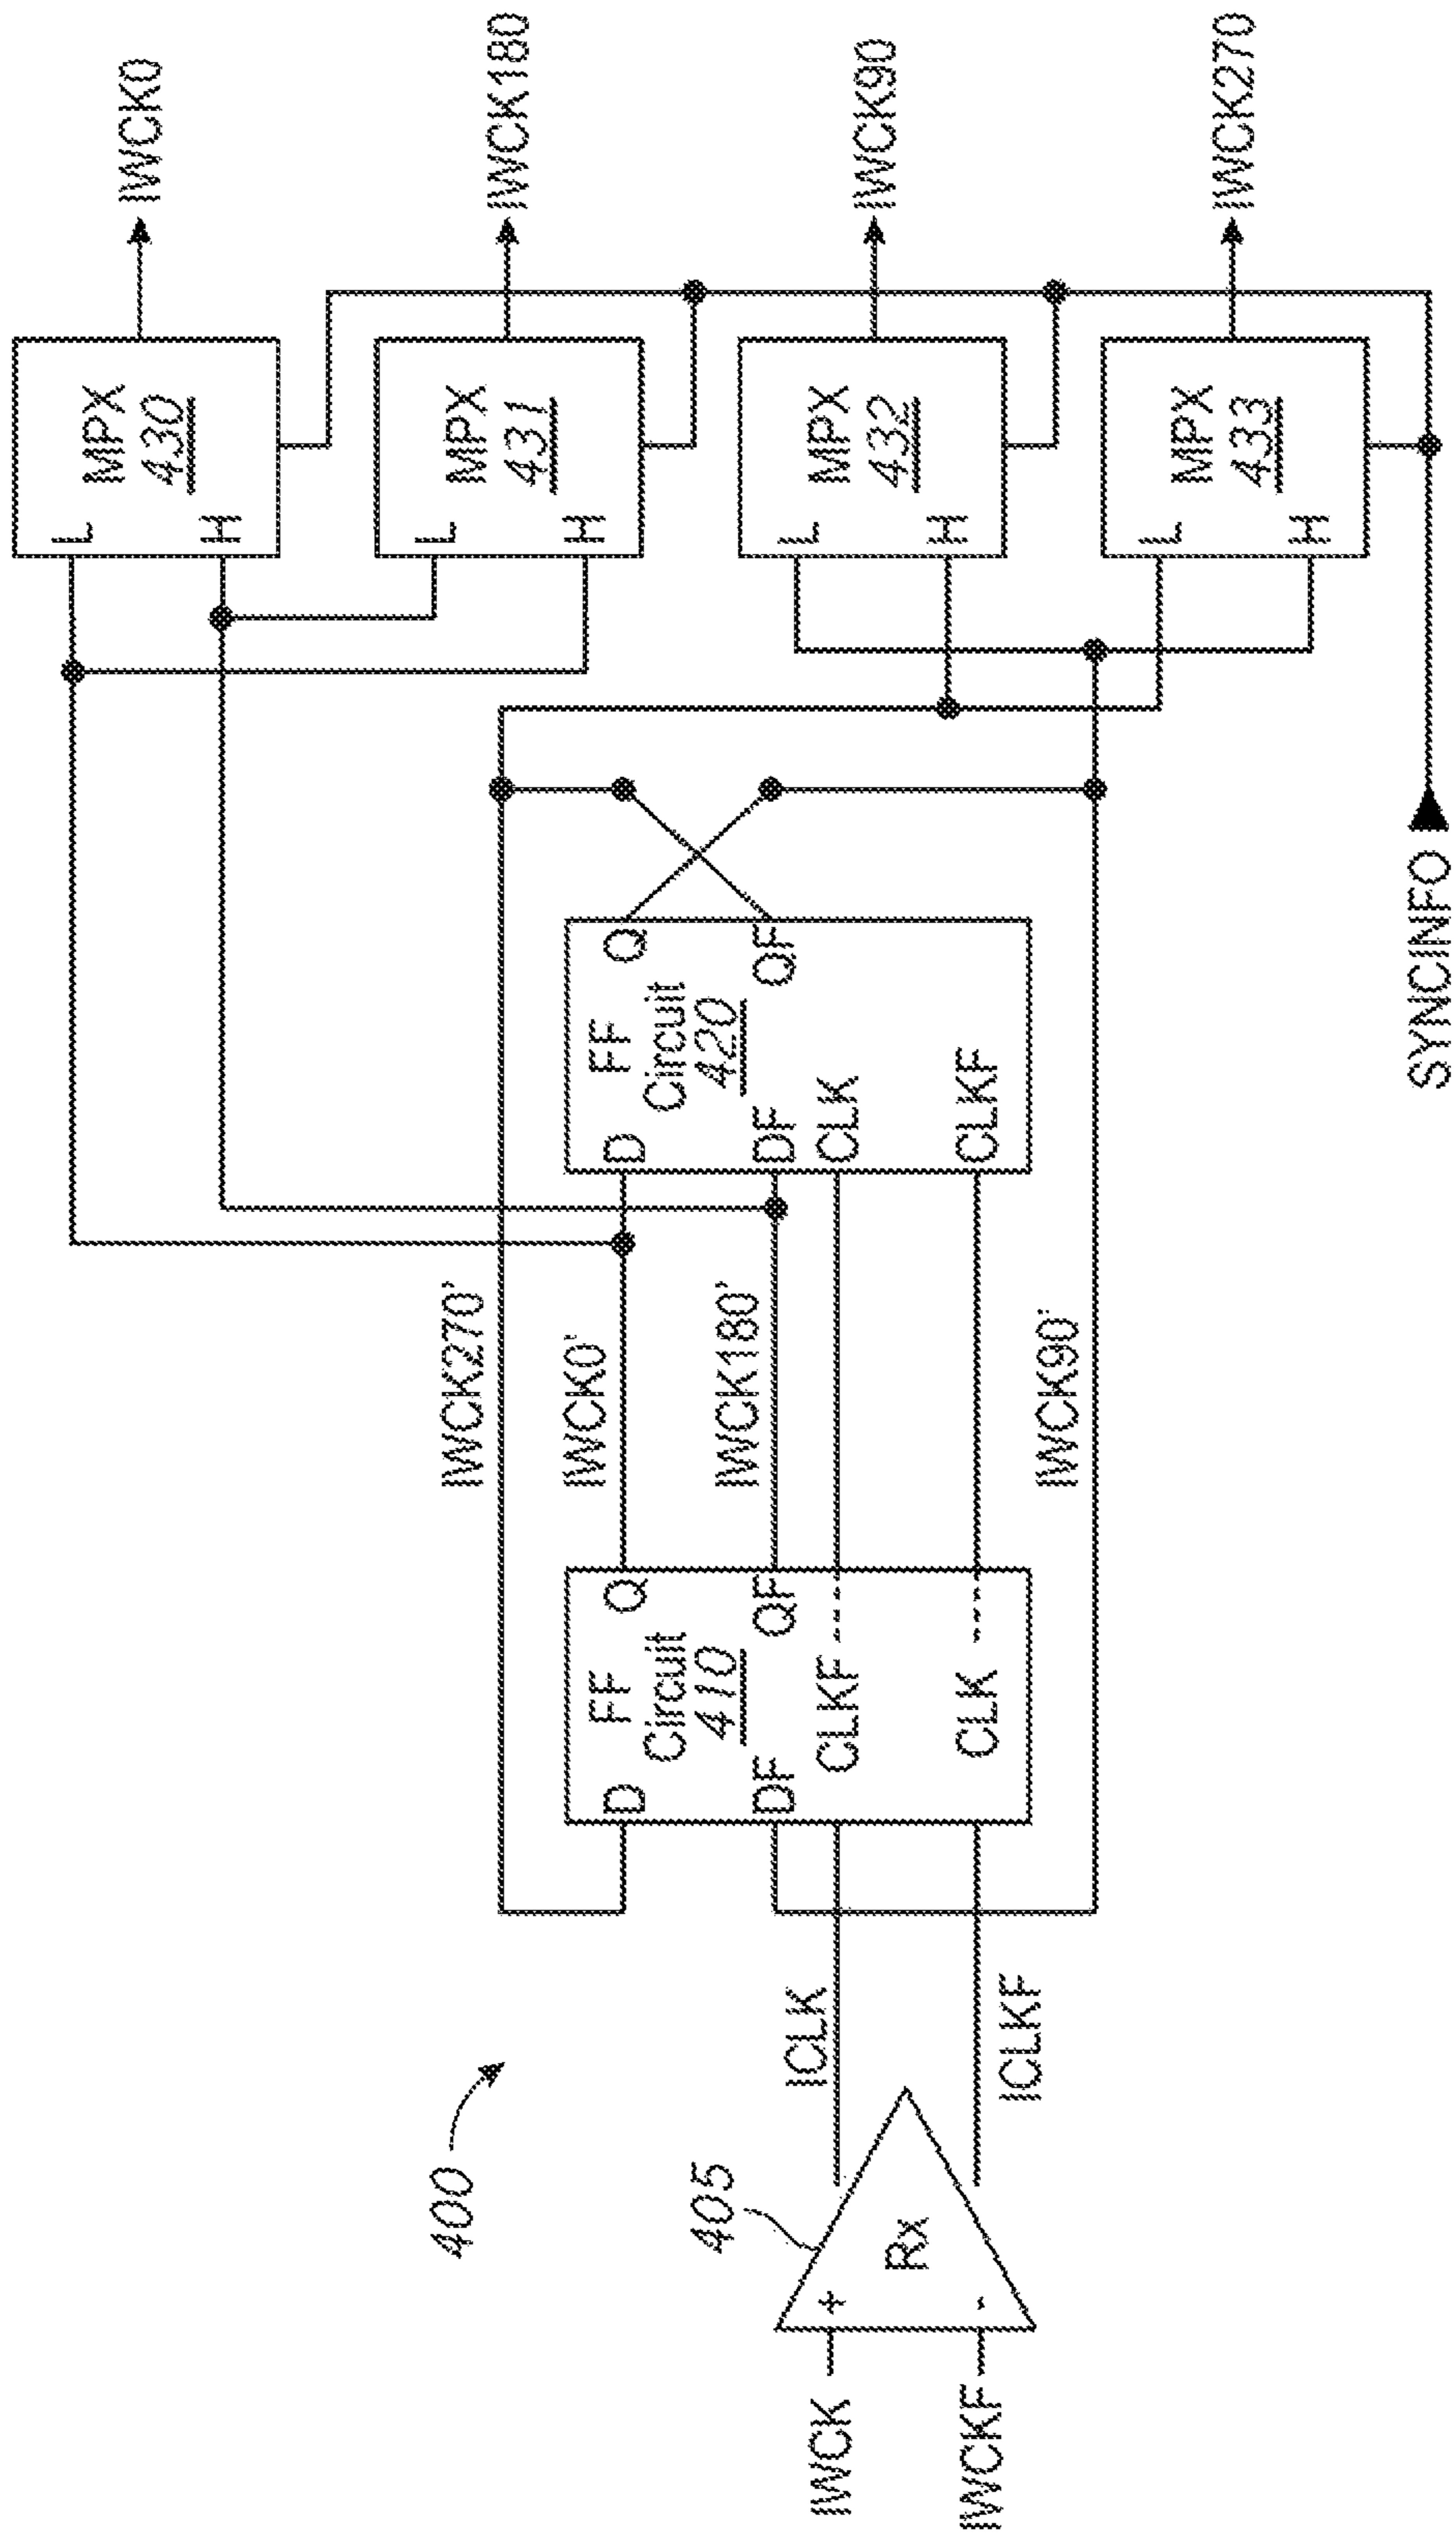 400
IWCK
IWCKF
+
-
Rx
405
ICLK
ICLKF
D
DF
FF
Circuit
410
CLKF
CLK
Q
QF
IWCK270'
IWCK0'
IWCK180'
IWCK90'
D
DF
CLK
CLKF
FF
Circuit
420
Q
QF
L
H
MPX
430
IWCK0
L
H
MPX
431
IWCK180
L
H
MPX
432
IWCK90
L
H
MPX
433
IWCK270
SYNCINFO